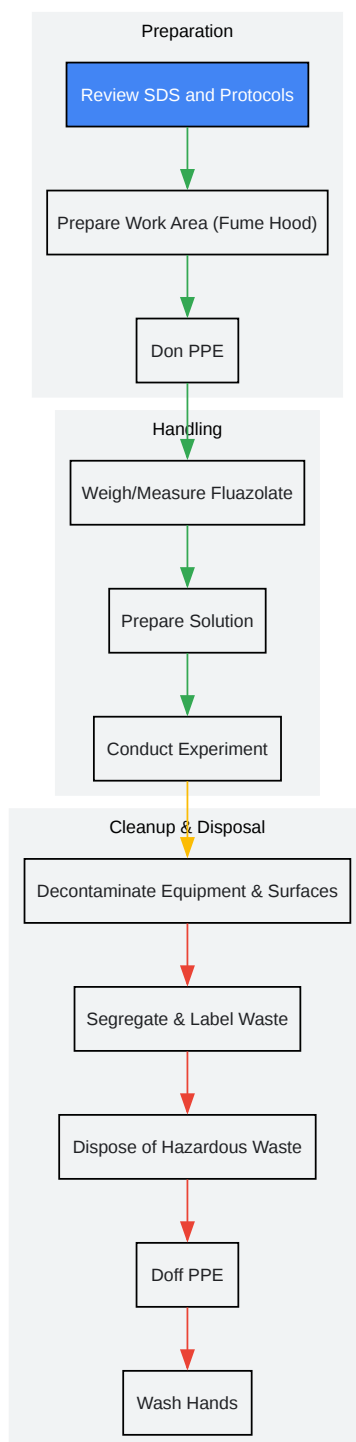 Preparation
Review SDS and Protocols
Prepare Work Area (Fume Hood)
Don PPE
Handling
Weigh/Measure Fluazolate
Prepare Solution
Conduct Experiment
Cleanup & Disposal
Decontaminate Equipment & Surfaces
Segregate & Label Waste
Dispose of Hazardous Waste
Doff PPE
Wash Hands